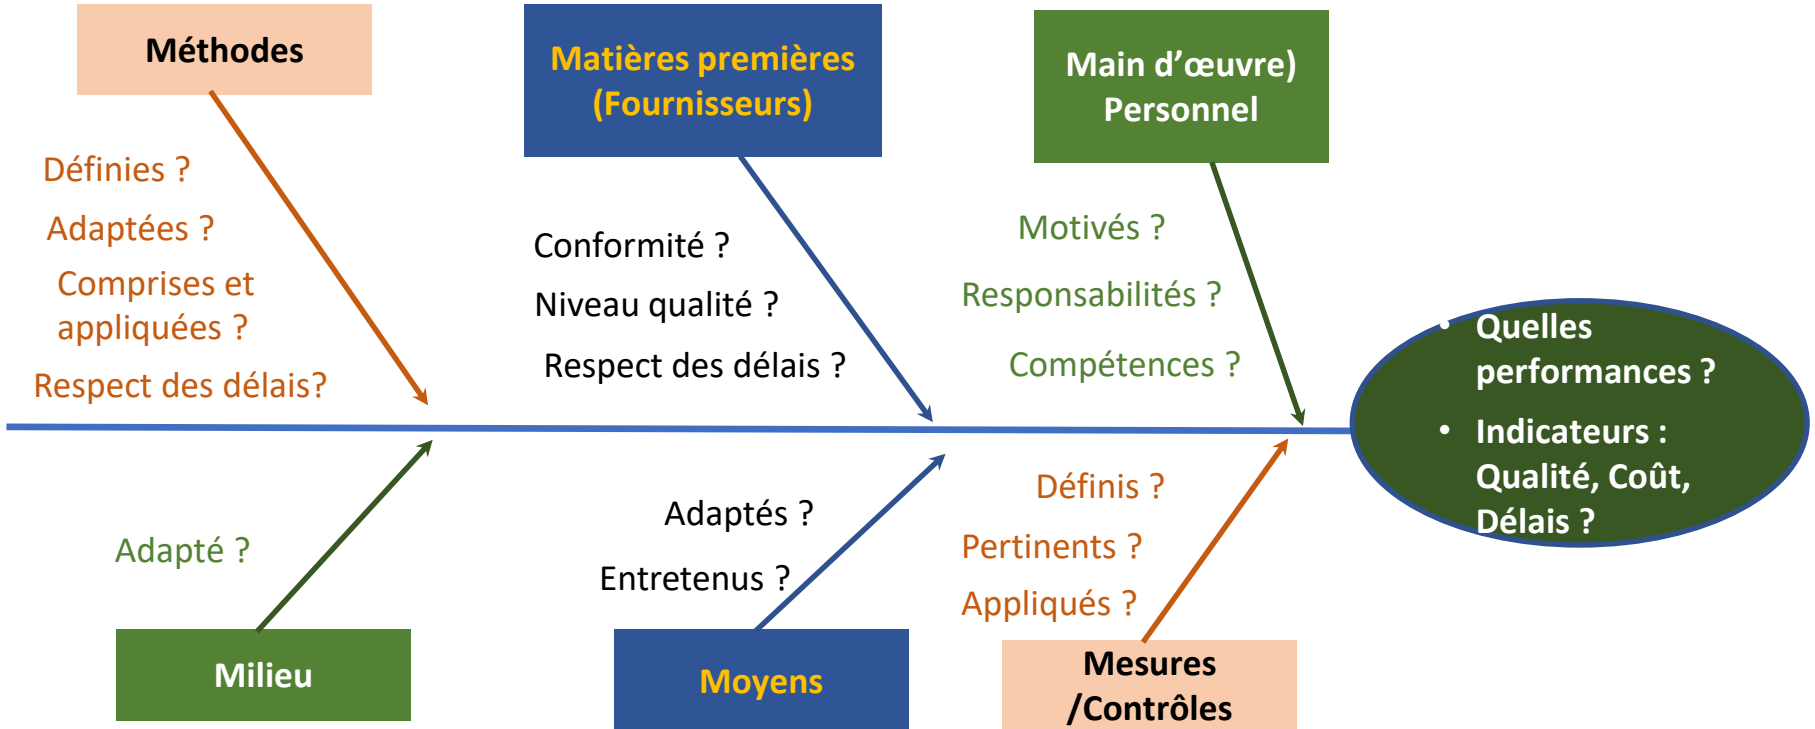 Méthodes
Matières premières
(Fournisseurs)
Main d’œuvre)
Personnel
Définies ?
Adaptées ?
Comprises et
appliquées ?
Respect des délais?
Conformité ?
Niveau qualité ?
Respect des délais ?
Motivés ?
Responsabilités ?
Compétences ?
• Quelles
performances ?
• Indicateurs :
Qualité, Coût,
Délais ?
Adapté ?
Adaptés ?
Entretenus ?
Définis ?
Pertinents ?
Appliqués ?
Milieu
Moyens
Mesures
/Contrôles